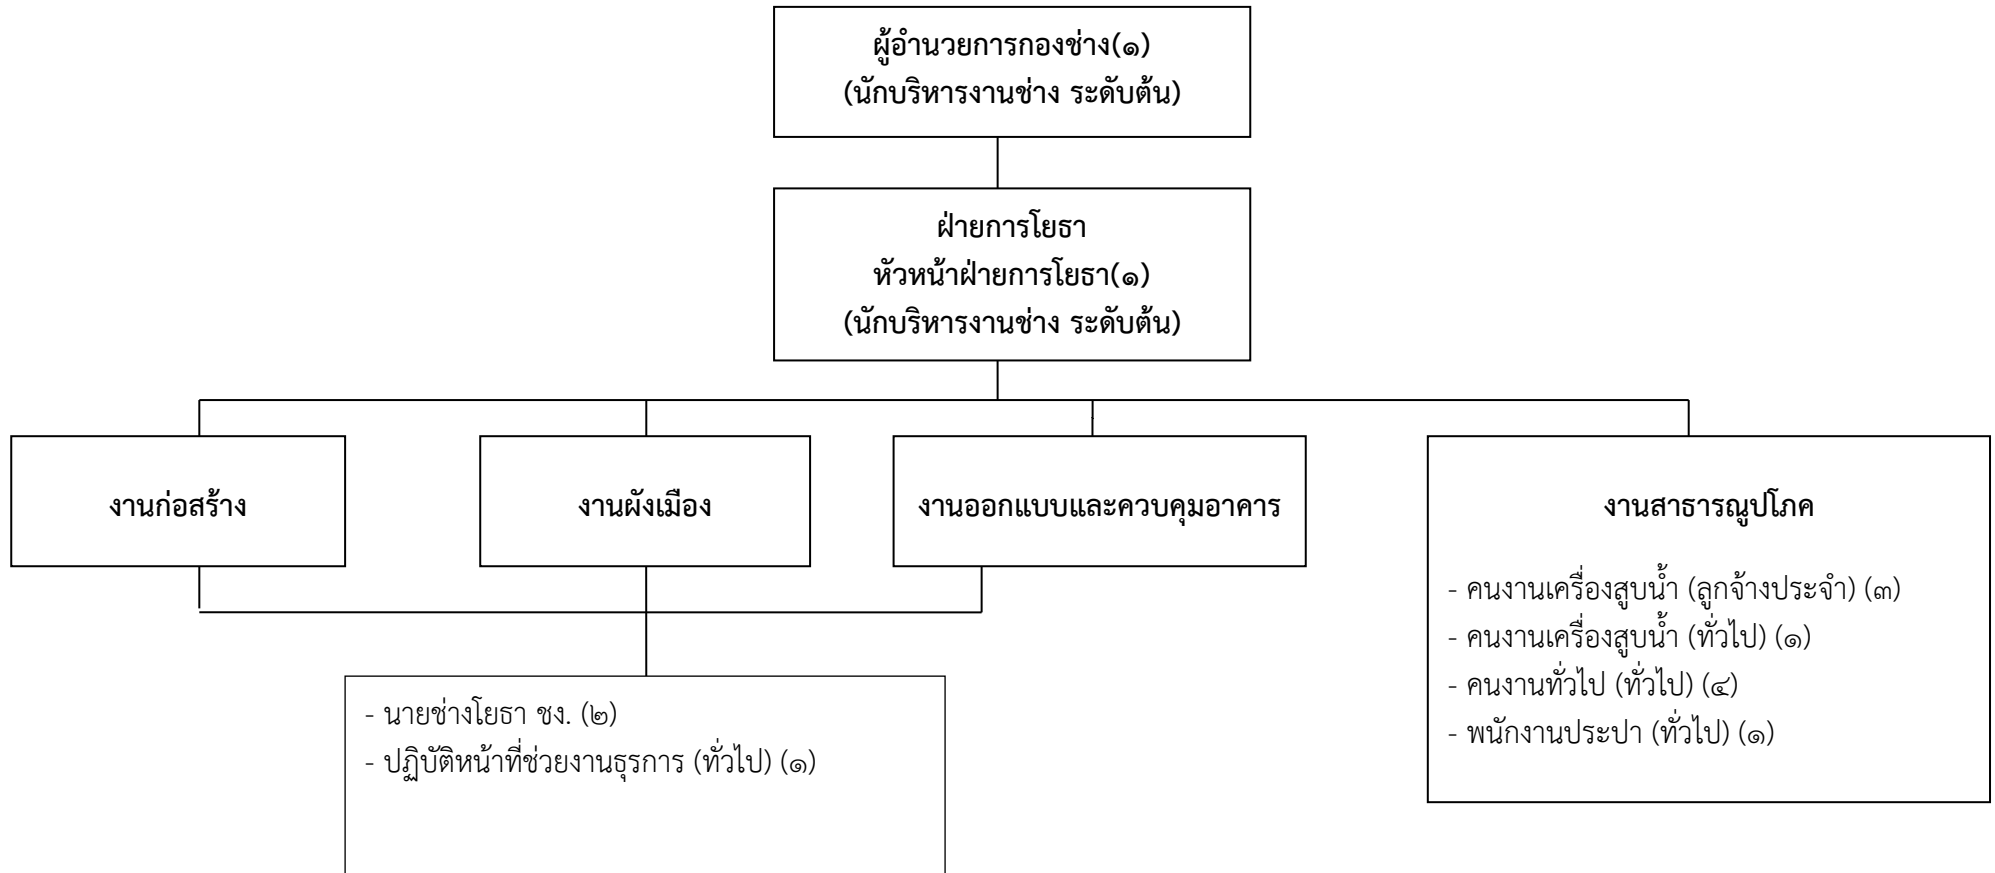 ผู้อำนวยการกองช่าง(๑)
(นักบริหารงานช่าง ระดับต้น)
ฝ่ายการโยธา
หัวหน้าฝ่ายการโยธา(๑)
(นักบริหารงานช่าง ระดับต้น)
งานก่อสร้าง
งานผังเมือง
งานออกแบบและควบคุมอาคาร
งานสาธารณูปโภค
- คนงานเครื่องสูบน้ำ (ลูกจ้างประจำ) (๓)
- คนงานเครื่องสูบน้ำ (ทั่วไป) (๑)
- คนงานทั่วไป (ทั่วไป) (๔)
- พนักงานประปา (ทั่วไป) (๑)
- นายช่างโยธา ชง. (๒)
- ปฏิบัติหน้าที่ช่วยงานธุรการ (ทั่วไป) (๑)